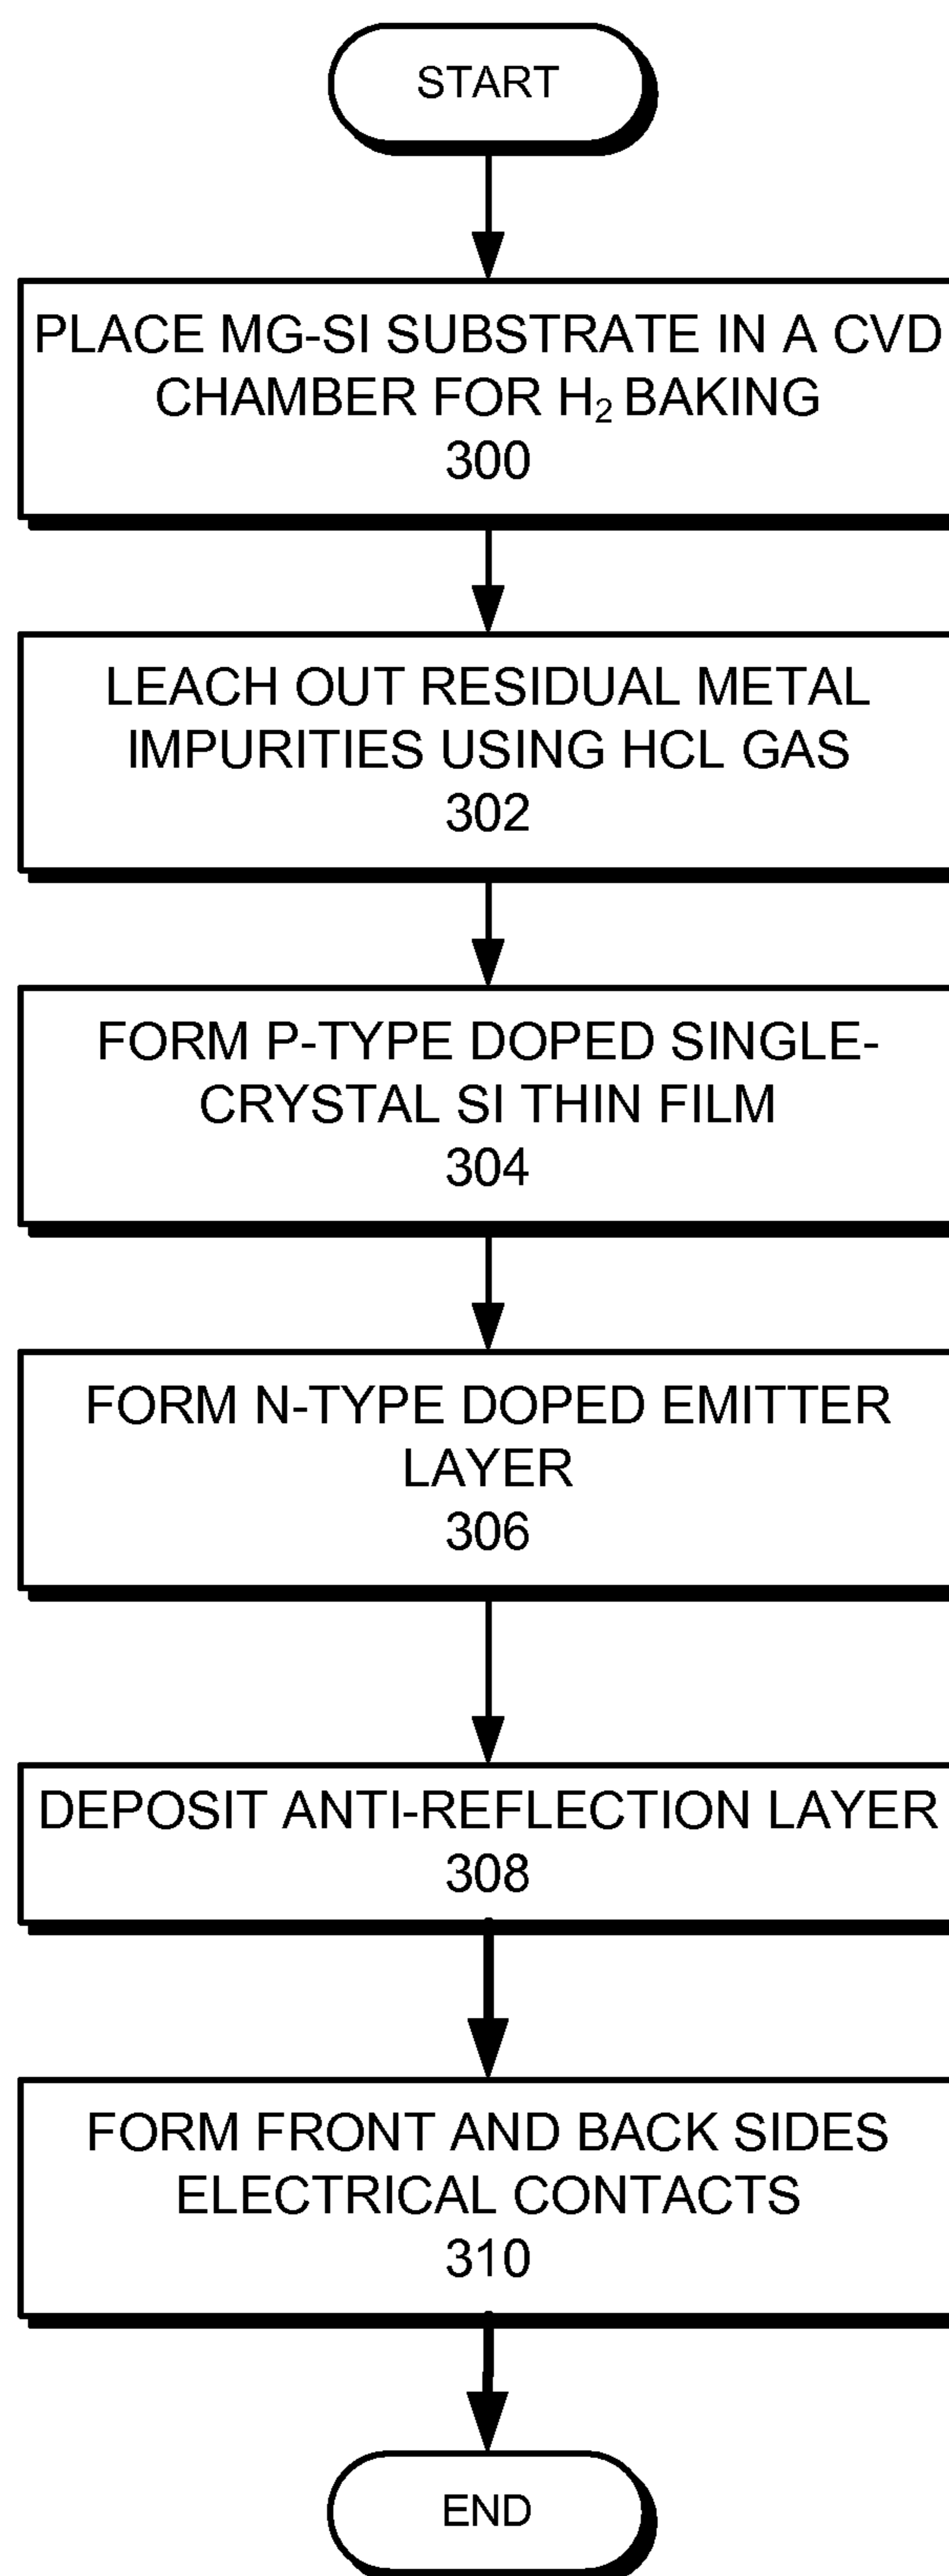 START
PLACE MG-SI SUBSTRATE IN A CVD
CHAMBER FOR H₂ BAKING
300
LEACH OUT RESIDUAL METAL
IMPURITIES USING HCL GAS
302
FORM P-TYPE DOPED SINGLE-
CRYSTAL SI THIN FILM
304
FORM N-TYPE DOPED EMITTER
LAYER
306
DEPOSIT ANTI-REFLECTION LAYER
308
FORM FRONT AND BACK SIDES
ELECTRICAL CONTACTS
310
END